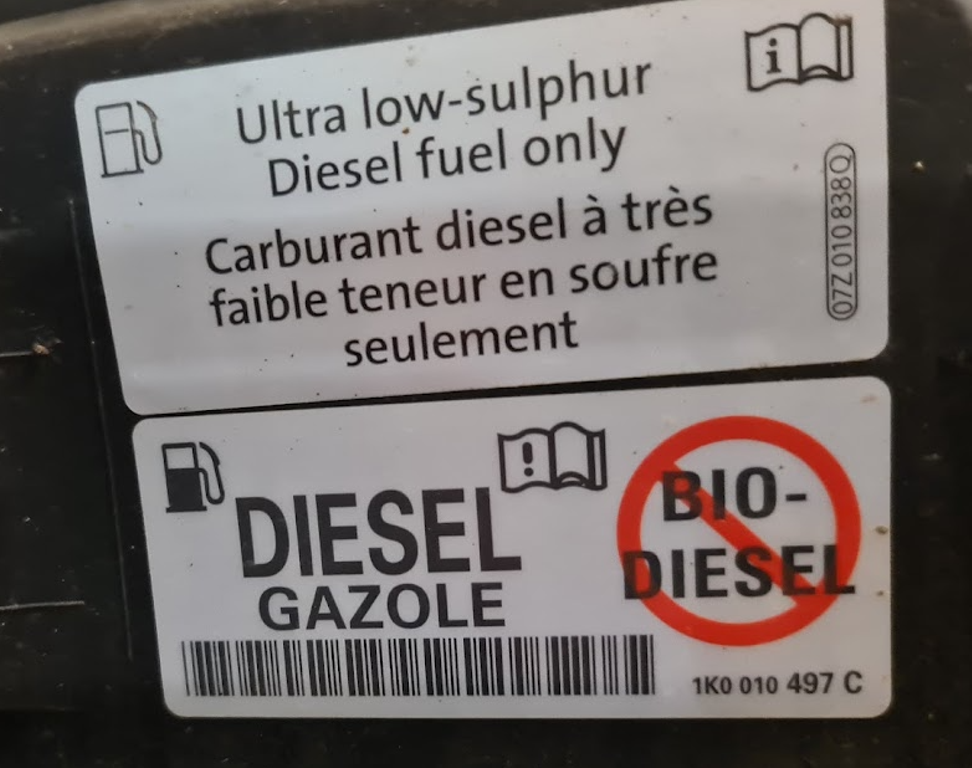 Ultra low-sulphur
Diesel fuel only
Carburant diesel à très
faible teneur en soufre
seulement
07Z 010 838 Q
DIESEL
GAZOLE
BIO-
DIESEL
1K0 010 497 C